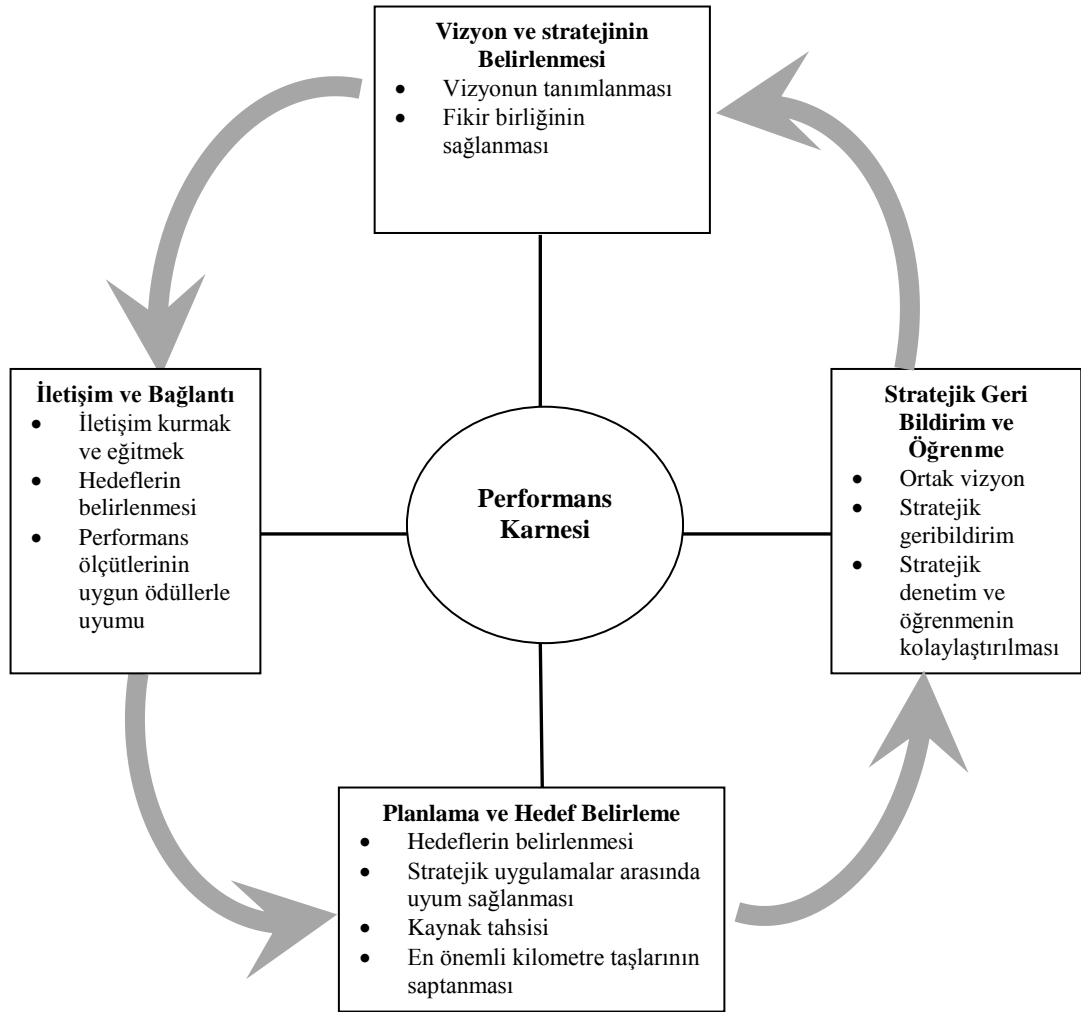 Vizyon ve stratejinin
Belirlenmesi
• Vizyonun tanımlanması
• Fikir birliğinin
sağlanması
İletişim ve Bağlantı
• İletişim kurmak
ve eğitmek
• Hedeflerin
belirlenmesi
• Performans
ölçütlerinin
uygun ödüllerle
uyumu
Performans
Karnesi
Stratejik Geri
Bildirim ve
Öğrenme
• Ortak vizyon
• Stratejik
geribildirim
• Stratejik
denetim ve
öğrenmenin
kolaylaştırılması
Planlama ve Hedef Belirleme
• Hedeflerin belirlenmesi
• Stratejik uygulamalar arasında
uyum sağlanması
• Kaynak tahsisi
• En önemli kilometre taşlarının
saptanması